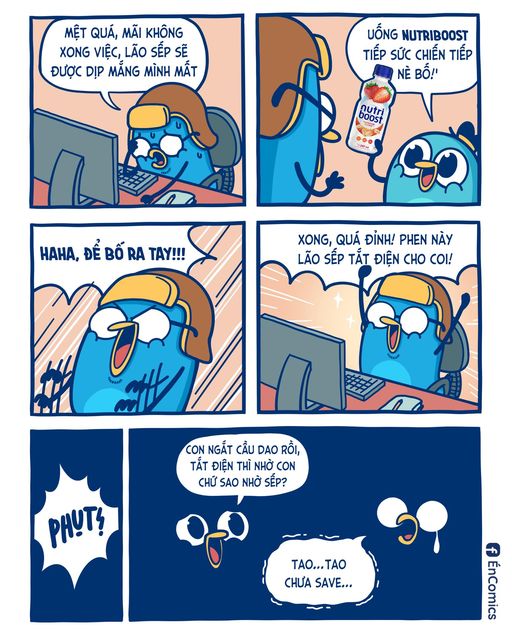 MỆT QUÁ, MÃI KHÔNG
XONG VIỆC, LÃO SẾP SẼ
ĐƯỢC DỊP MẮNG MÌNH MẤT
UỐNG NUTRIBOOST
TIẾP SỨC CHIẾN TIẾP
NÈ BỐ!'
nutri
boost
HAHA, ĐỂ BỐ RA TAY!!!
XONG, QUÁ ĐỈNH! PHEN NÀY
LÃO SẾP TẮT ĐIỆN CHO COI!
PHỤT!
CON NGẮT CẦU DAO RỒI,
TẮT ĐIỆN THÌ NHỜ CON
CHỨ SAO NHỜ SẾP?
TAO...TAO
CHƯA SAVE...
f ÉnComics